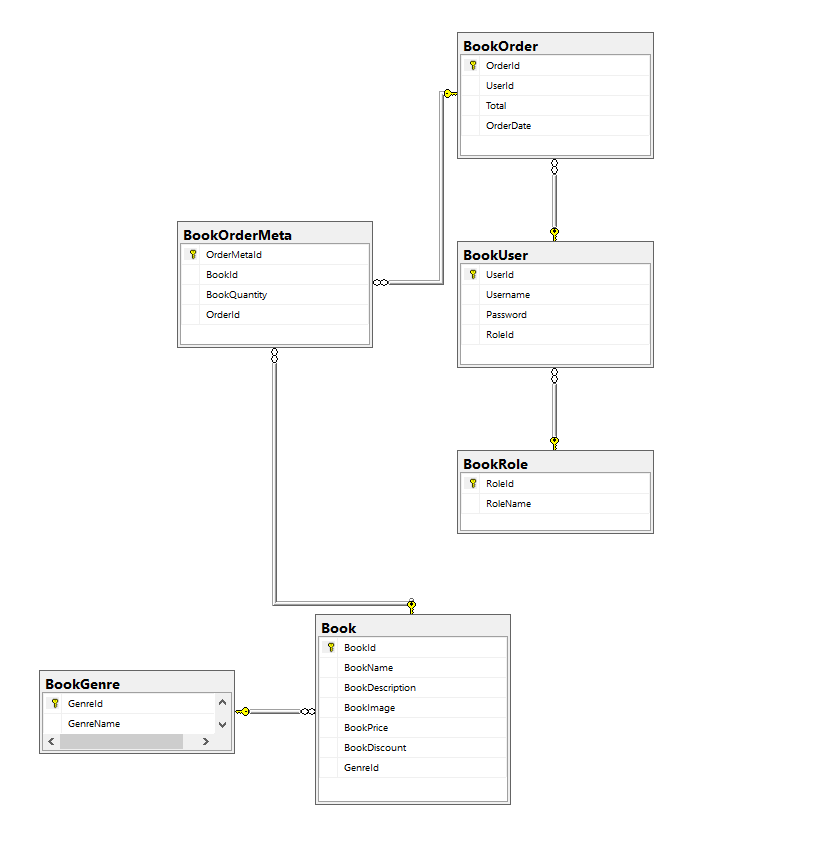 BookOrder
OrderId
UserId
Total
OrderDate
BookOrderMeta
OrderMetaId
BookId
BookQuantity
OrderId
BookUser
UserId
Username
Password
RoleId
BookRole
RoleId
RoleName
Book
BookId
BookName
BookDescription
BookImage
BookPrice
BookDiscount
GenreId
BookGenre
GenreId
GenreName